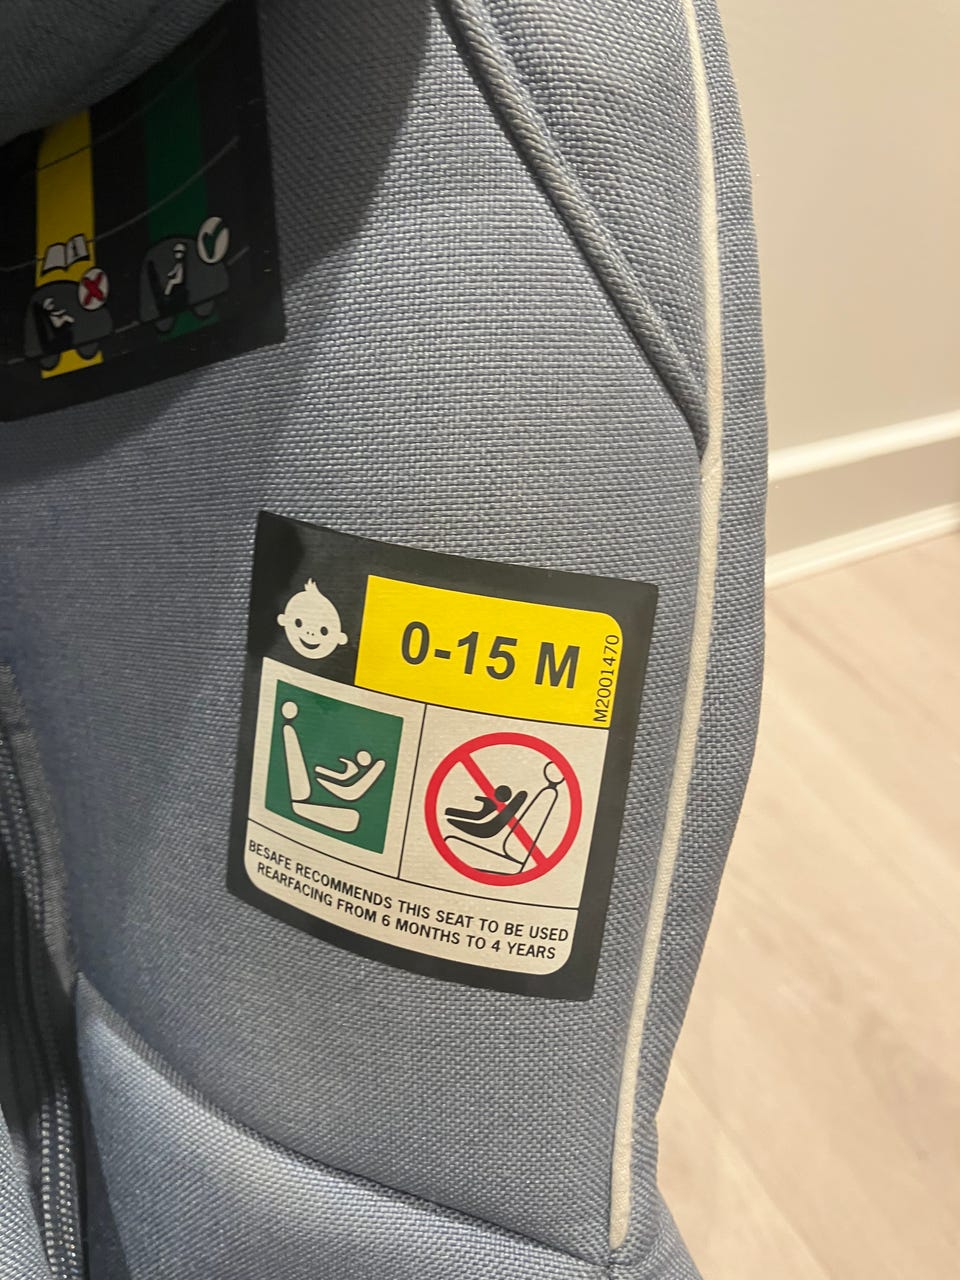 0-15 M
M2001470
BESAFE RECOMMENDS THIS SEAT TO BE USED
REARFACING FROM 6 MONTHS TO 4 YEARS